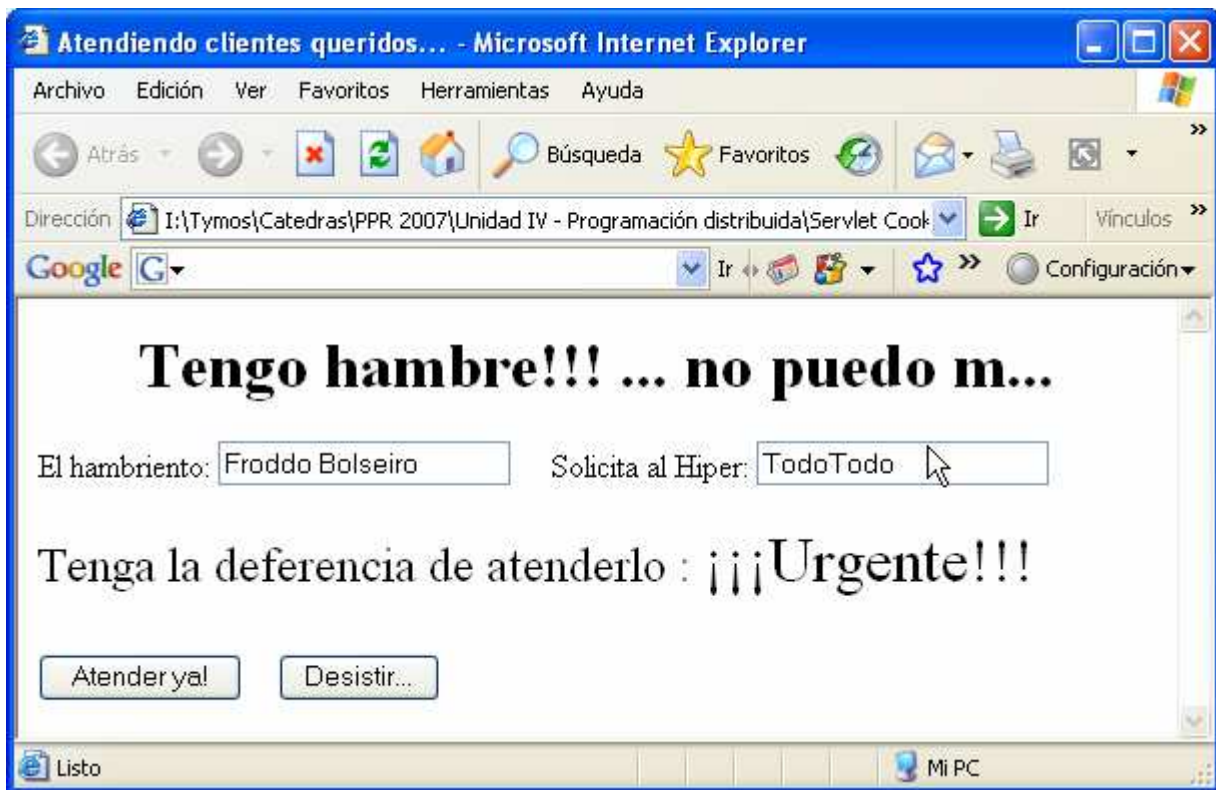 Atendiendo clientes queridos... - Microsoft Internet Explorer
Archivo Edición Ver Favoritos Herramientas Ayuda
Atrás Búsqueda Favoritos »
Dirección I:\Tymos\Catedras\PPR 2007\Unidad IV - Programación distribuida\Servlet Cook Ir Vínculos »
Google G Ir » Configuración
Tengo hambre!!! ... no puedo m...
El hambriento: Froddo Bolseiro Solicita al Hiper: TodoTodo
Tenga la deferencia de atenderlo : ¡¡¡Urgente!!!
Atender ya! Desistir...
Listo Mi PC